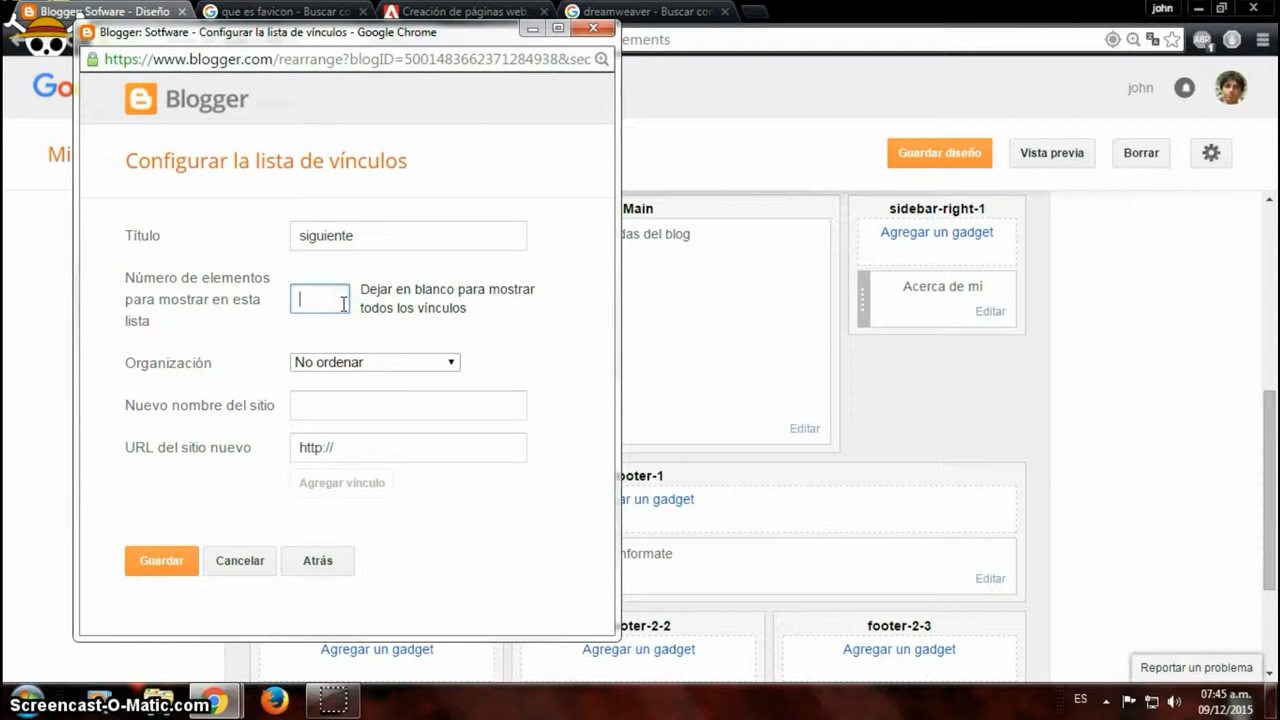 Blogger: Sofware - Diseño
que es favicon - Buscar co
Creación de páginas web,
dreamweaver - Buscar con
john
Blogger: Sotfware - Configurar la lista de vínculos - Google Chrome
ements
https://www.blogger.com/rearrange?blogID=5001483662371284938&sec
ABP
1
Go
john
Blogger
Mi
Guardar diseño
Vista previa
Borrar
Configurar la lista de vínculos
Main
sidebar-right-1
Título
siguiente
das del blog
Agregar un gadget
Número de elementos
para mostrar en esta
lista
Dejar en blanco para mostrar
todos los vínculos
Acerca de mí
Editar
Organización
No ordenar
Nuevo nombre del sitio
Editar
URL del sitio nuevo
http://
Agregar vínculo
ooter-1
ar un gadget
Guardar
Cancelar
Atrás
nformate
Editar
oter-2-2
footer-2-3
Agregar un gadget
Agregar un gadget
Agregar un gadget
Reportar un problema
Screencast-O-Matic.com
ES
07:45 a.m.
09/12/2015